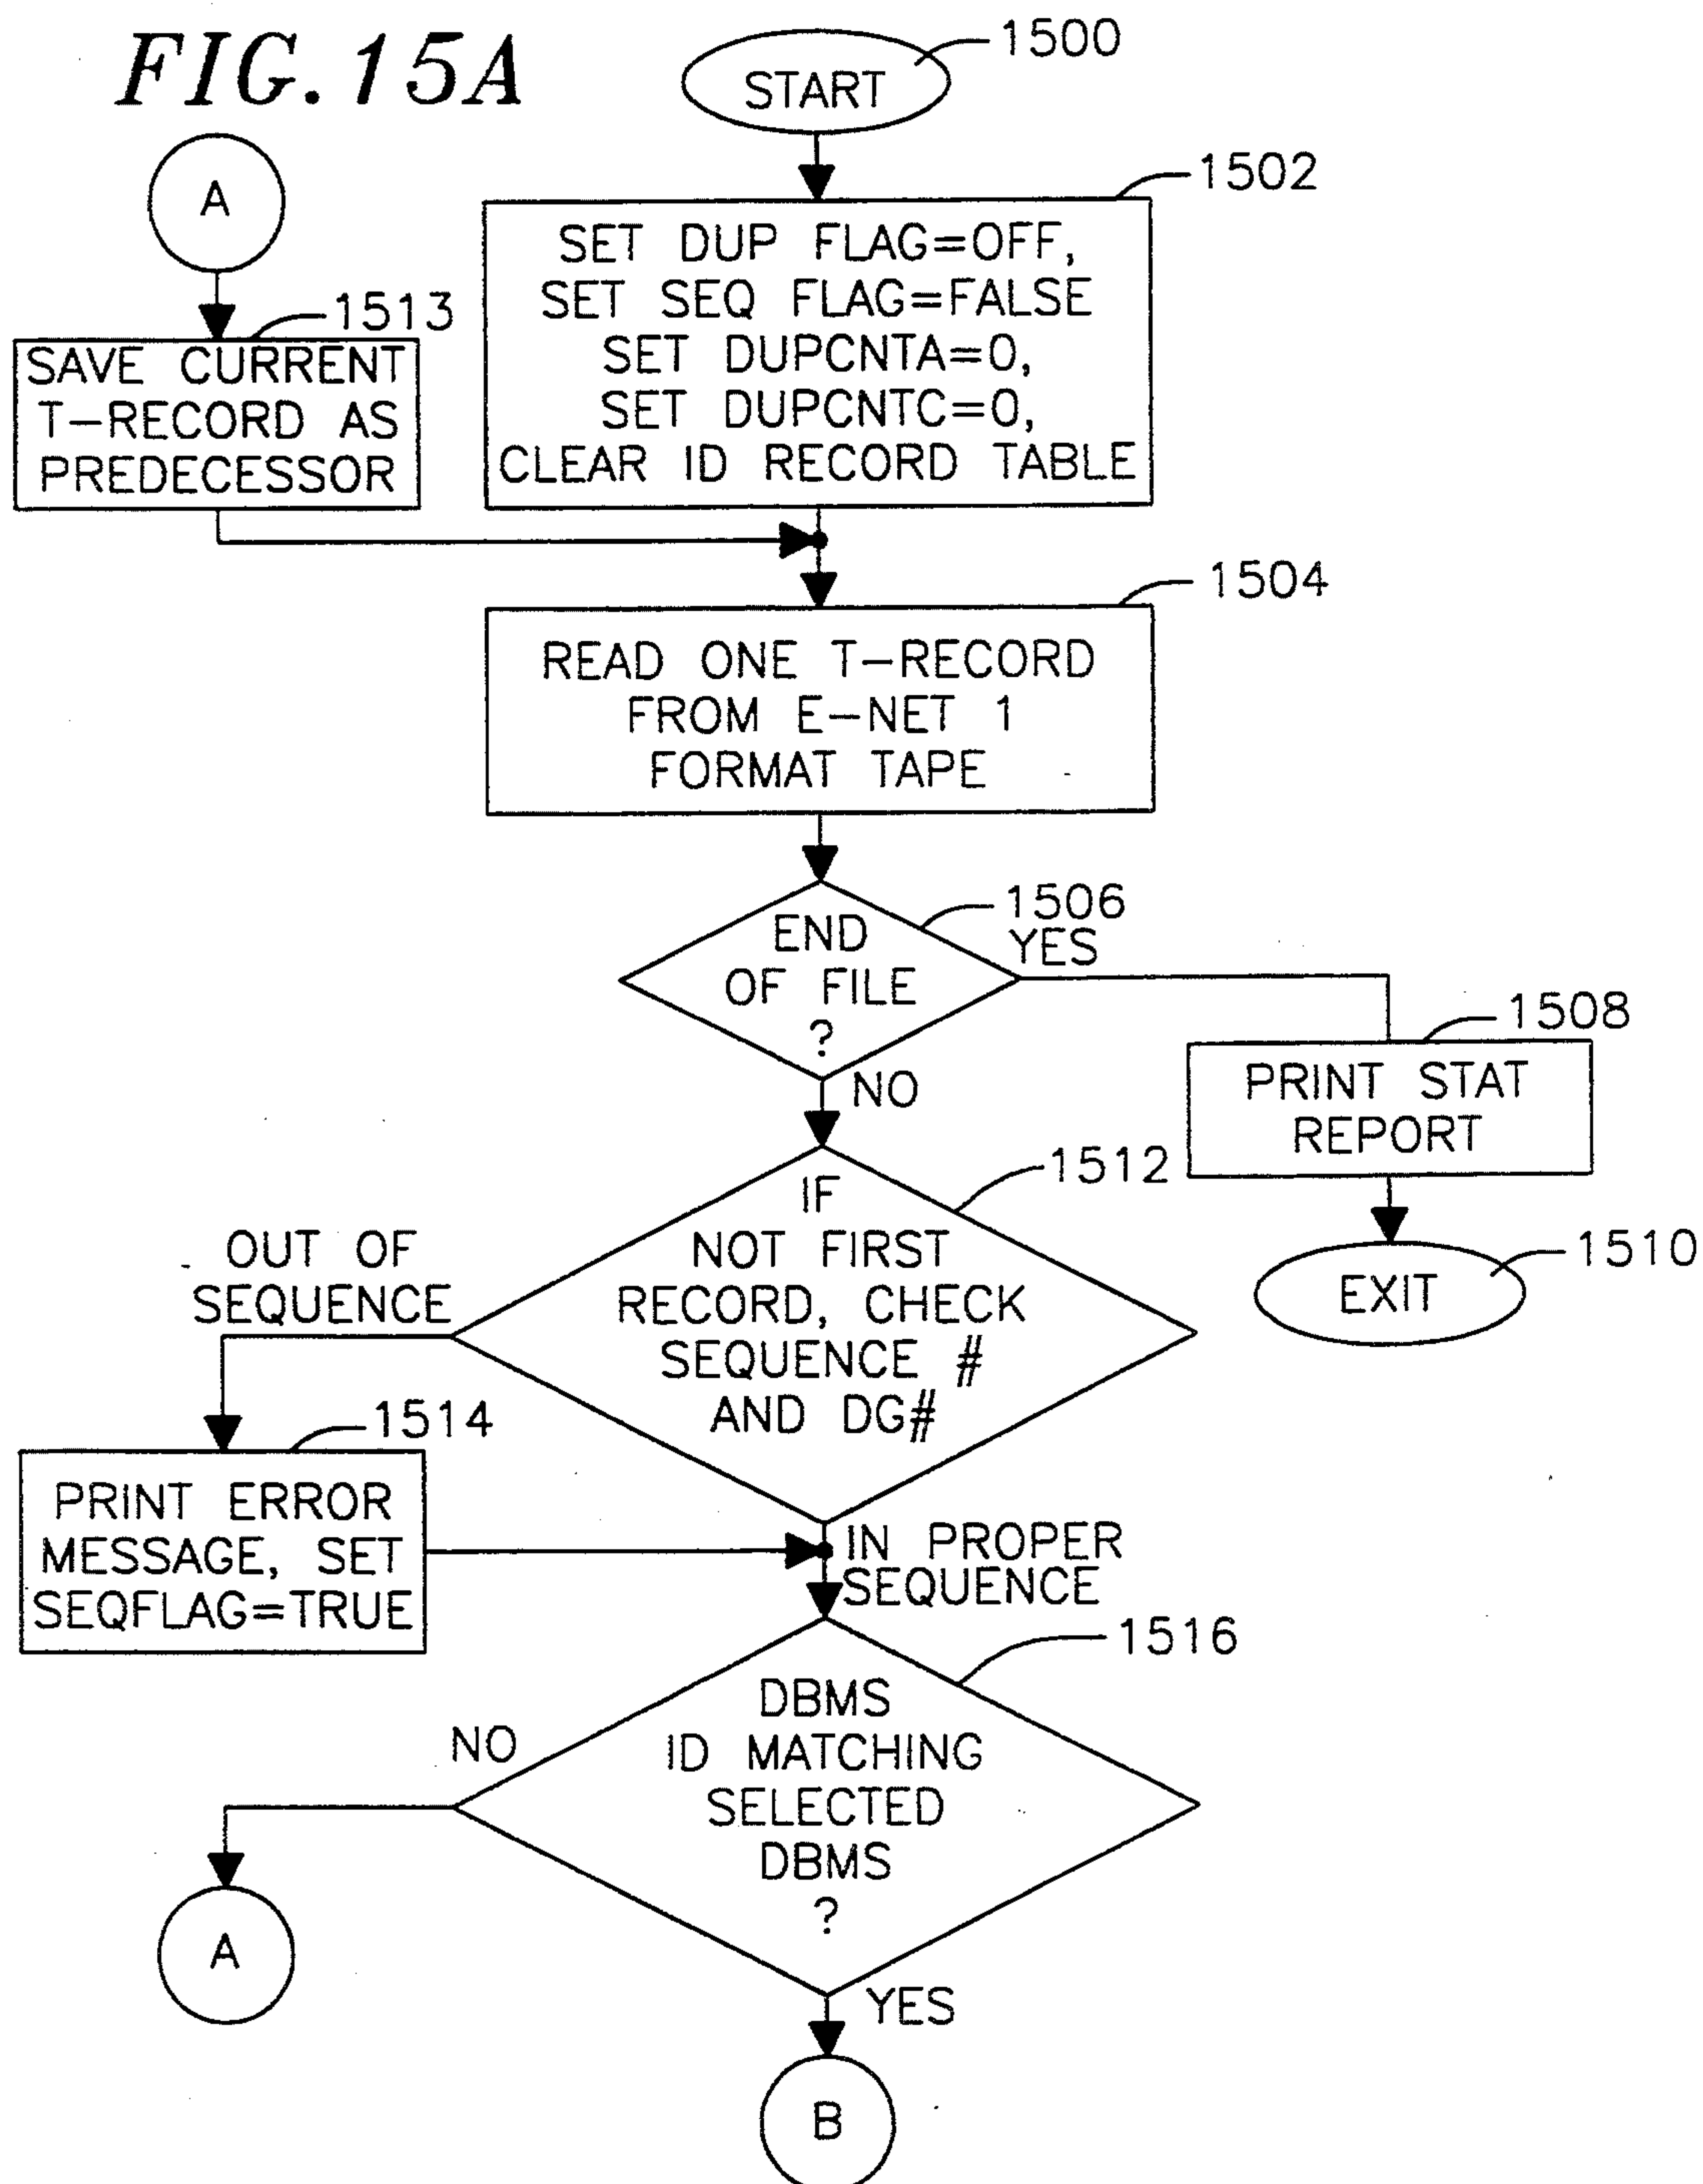 FIG. 15A
START
1500
A
1502
SET DUP FLAG=OFF,
SET SEQ FLAG=FALSE
SET DUPCNTA=0,
SET DUPCNTC=0,
CLEAR ID RECORD TABLE
1513
SAVE CURRENT
T-RECORD AS
PREDECESSOR
1504
READ ONE T-RECORD
FROM E-NET 1
FORMAT TAPE
1506
END
OF FILE
?
YES
NO
1508
PRINT STAT
REPORT
1510
EXIT
1512
IF
NOT FIRST
RECORD, CHECK
SEQUENCE #
AND DG#
OUT OF
SEQUENCE
1514
PRINT ERROR
MESSAGE, SET
SEQFLAG=TRUE
IN PROPER
SEQUENCE
1516
DBMS
ID MATCHING
SELECTED
DBMS
?
NO
A
YES
B